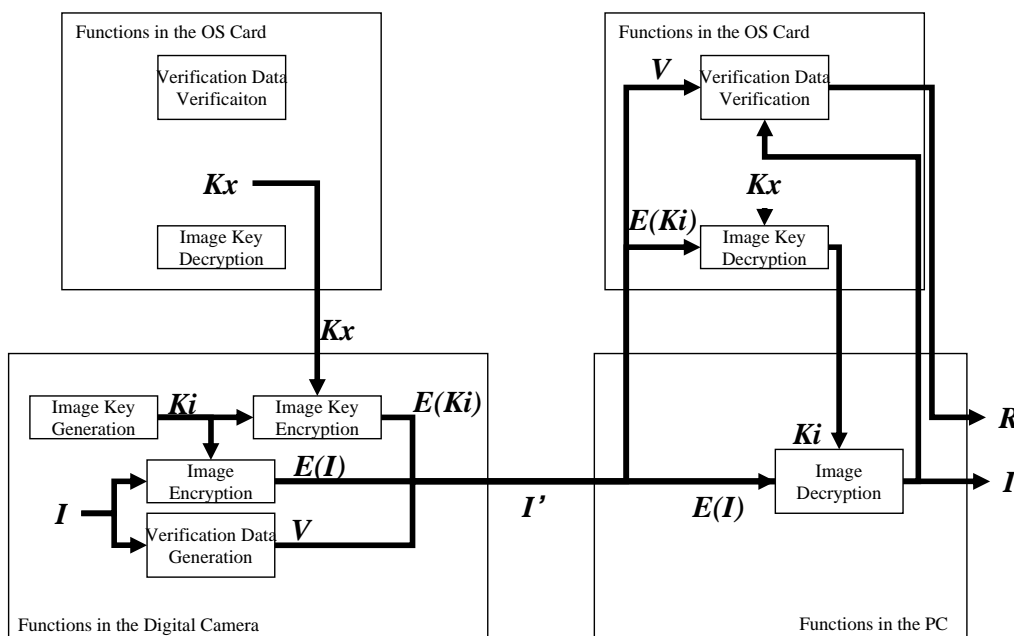 Functions in the OS Card
Verification Data
Verificaiton
Kx
Image Key
Decryption
Kx
Functions in the OS Card
V
Verification Data
Verification
Kx
E(Ki)
Image Key
Decryption
Image Key
Generation
Ki
Image Key
Encryption
E(Ki)
Image
Encryption
E(I)
I
Verification Data
Generation
V
Functions in the Digital Camera
I’
Ki
E(I)
Image
Decryption
R
I
Functions in the PC